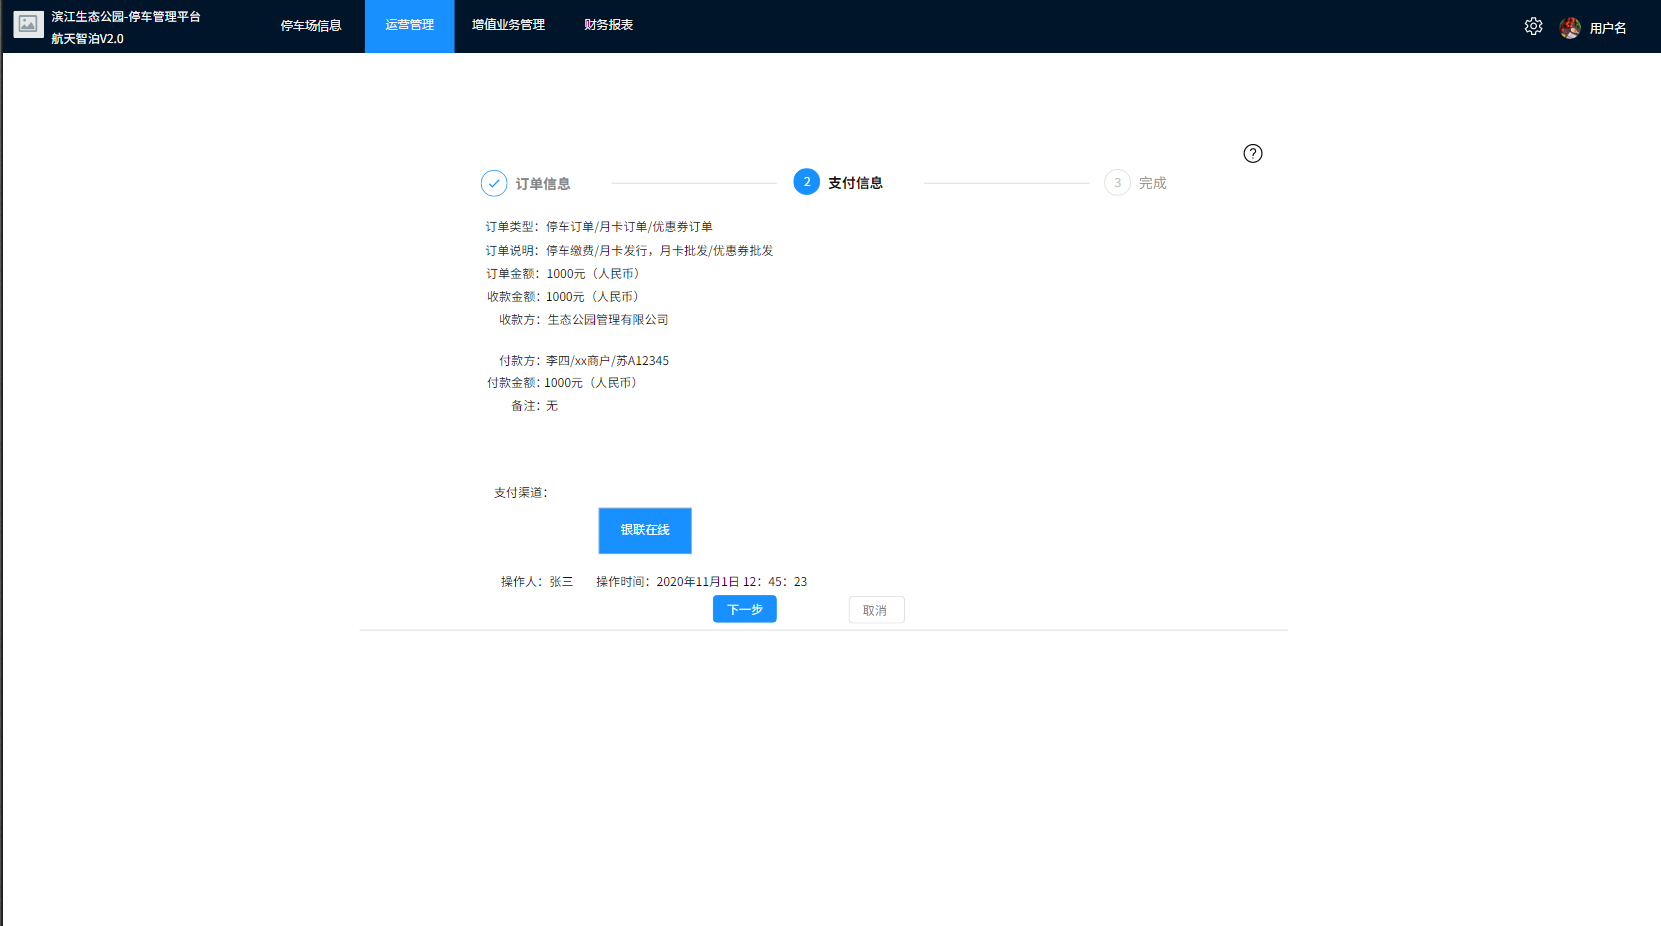 滨江生态公园-停车管理平台
航天智泊V2.0
停车场信息
运营管理
增值业务管理
财务报表
用户名
?
订单信息
2 支付信息
3 完成
订单类型：停车订单/月卡订单/优惠券订单
订单说明：停车缴费/月卡发行，月卡批发/优惠券批发
订单金额：1000元（人民币）
收款金额：1000元（人民币）
收款方：生态公园管理有限公司
付款方：李四/xx商户/苏A12345
付款金额：1000元（人民币）
备注：无
支付渠道：
银联在线
操作人：张三 操作时间：2020年11月1日 12：45：23
下一步
取消